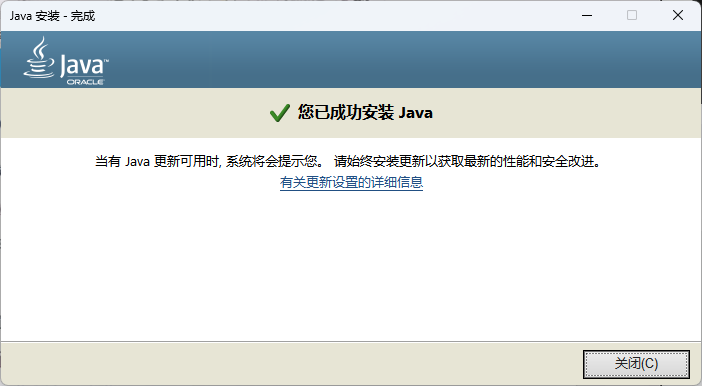 Java 安装 - 完成
Java™
ORACLE
您已成功安装 Java
当有 Java 更新可用时, 系统将会提示您。 请始终安装更新以获取最新的性能和安全改进。
有关更新设置的详细信息
关闭(C)